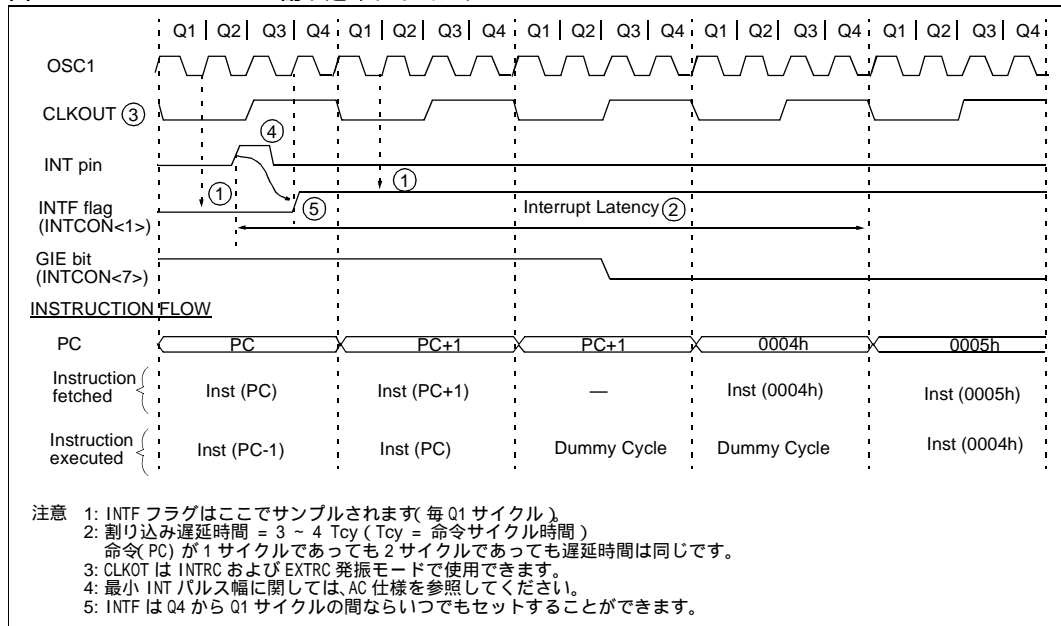 Q1 Q2 Q3 Q4 Q1 Q2 Q3 Q4 Q1 Q2 Q3 Q4 Q1 Q2 Q3 Q4 Q1 Q2 Q3 Q4
OSC1
CLKOUT ③
④
INT pin
① ①
INTF flag
(INTCON<1>)
⑤
Interrupt Latency ②
GIE bit
(INTCON<7>)
INSTRUCTION FLOW
PC PC PC+1 PC+1 0004h 0005h
Instruction
fetched
Inst (PC) Inst (PC+1) — Inst (0004h) Inst (0005h)
Instruction
executed
Inst (PC-1) Inst (PC) Dummy Cycle Dummy Cycle Inst (0004h)
注意 1: INTF フラグはここでサンプルされます( 毎 Q1 サイクル )。
2: 割り込み遅延時間 = 3 ~ 4 Tcy ( Tcy = 命令サイクル時間 )
命令( PC) が 1 サイクルであっても 2 サイクルであっても遅延時間は同じです。
3: CLKOT は INTRC および EXTRC 発振モードで使用できます。
4: 最小 INT パルス幅に関しては、AC 仕様を参照してください。
5: INTF は Q4 から Q1 サイクルの間ならいつでもセットすることができます。